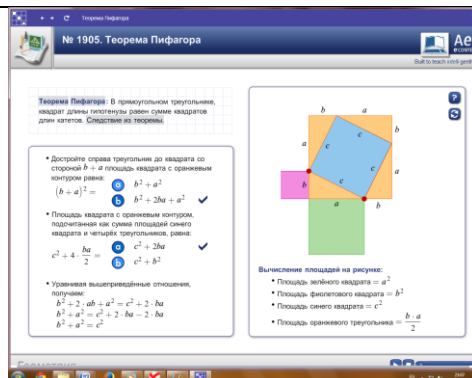 Теорема Пифагора
№ 1905. Теорема Пифагора
Built to teach intelligently
Теорема Пифагора: В прямоугольном треугольнике,
квадрат длины гипотенузы равен сумме квадратов
длин катетов. Следствие из теоремы.
• Достройте справа треугольник до квадрата со
стороной b + a площадь квадрата с оранжевым
контуром равна:
(b + a)² =
a b² + a²
b b² + 2ba + a²
• Площадь квадрата с оранжевым контуром,
подсчитанная как сумма площадей синего
квадрата и четырёх треугольников, равна:
c² + 4 · ba/2 =
a c² + 2ba
b c² + b²
• Уравнивая вышеприведённые отношения,
получаем:
b² + 2 · ab + a² = c² + 2 · ba
b² + a² = c² + 2 · ba − 2 · ba
b² + a² = c²
b a
a b
c c
c c
b a
a b
Вычисление площадей на рисунке:
• Площадь зелёного квадрата = a²
• Площадь фиолетового квадрата = b²
• Площадь синего квадрата = c²
• Площадь оранжевого треугольника = b · a/2